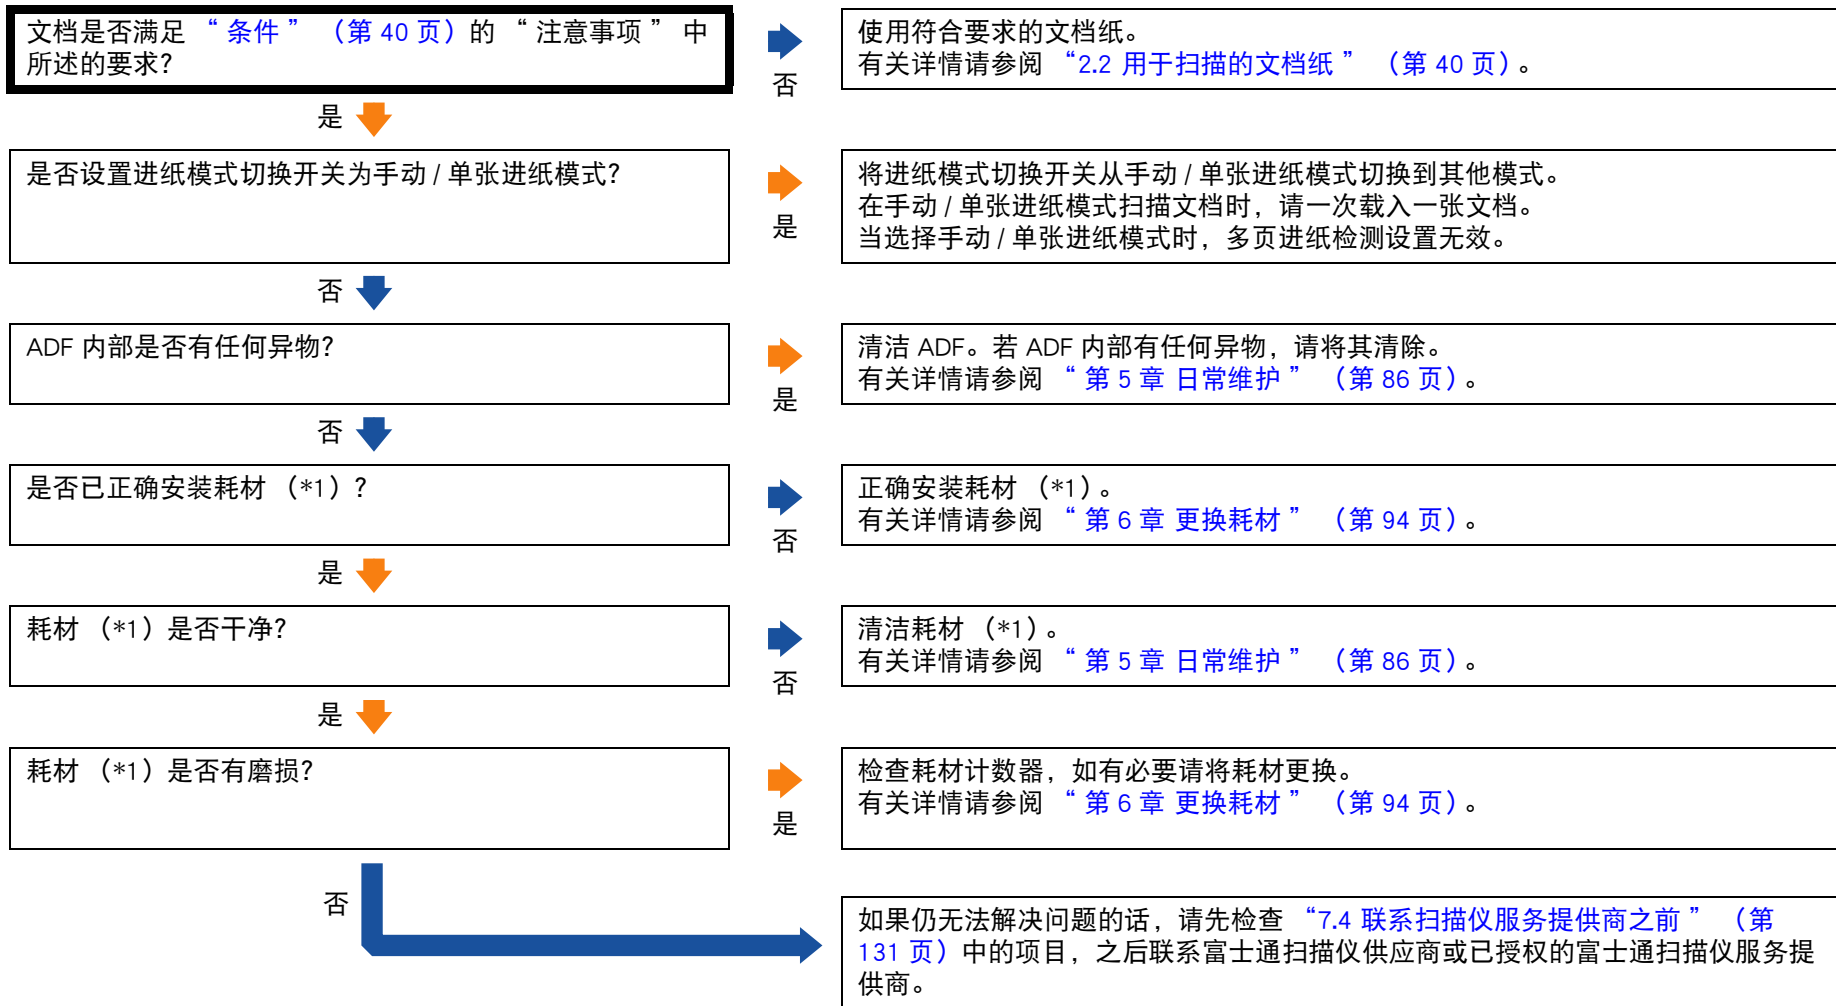 文档是否满足 “条件” （第 40 页）的 “注意事项” 中
所述的要求？
否
使用符合要求的文档纸。
有关详情请参阅 “2.2 用于扫描的文档纸” （第 40 页）。
是
是否设置进纸模式切换开关为手动 / 单张进纸模式？
是
将进纸模式切换开关从手动 / 单张进纸模式切换到其他模式。
在手动 / 单张进纸模式扫描文档时，请一次载入一张文档。
当选择手动 / 单张进纸模式时，多页进纸检测设置无效。
否
ADF 内部是否有任何异物？
是
清洁 ADF。若 ADF 内部有任何异物，请将其清除。
有关详情请参阅 “第 5 章 日常维护” （第 86 页）。
否
是否已正确安装耗材 （*1）？
否
正确安装耗材 （*1）。
有关详情请参阅 “第 6 章 更换耗材” （第 94 页）。
是
耗材 （*1）是否干净？
否
清洁耗材 （*1）。
有关详情请参阅 “第 5 章 日常维护” （第 86 页）。
是
耗材 （*1）是否有磨损？
是
检查耗材计数器，如有必要请将耗材更换。
有关详情请参阅 “第 6 章 更换耗材” （第 94 页）。
否
如果仍无法解决问题的话，请先检查 “7.4 联系扫描仪服务提供商之前” （第
131 页）中的项目，之后联系富士通扫描仪供应商或已授权的富士通扫描仪服务提
供商。